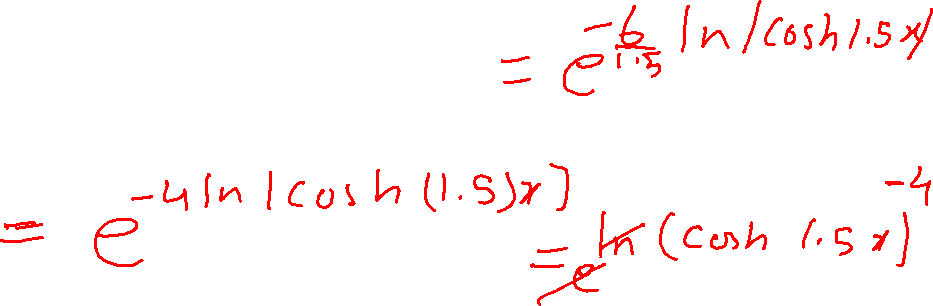 = e^{-6/1.5 ln|cosh 1.5x|}
= e^{-4 ln|cosh (1.5)x|}
= e^{ln (cosh 1.5x)^{-4}}